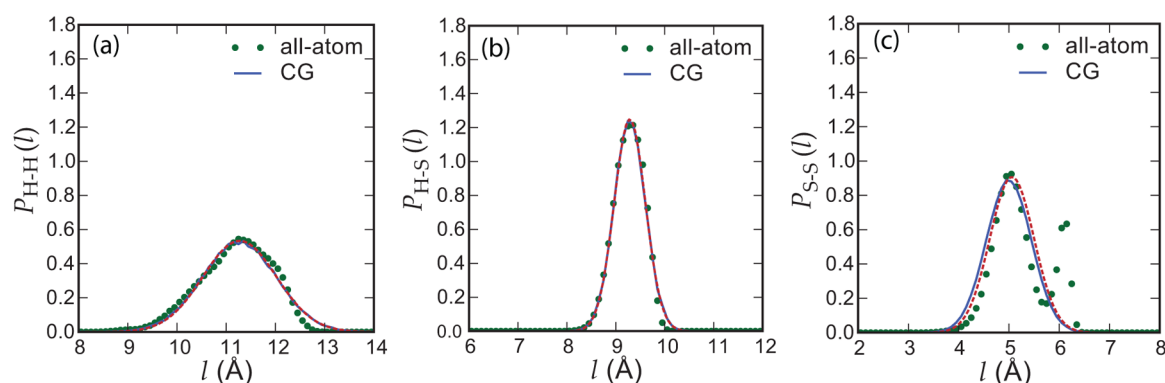 (a)
all-atom
CG
1.8
1.6
1.4
1.2
1.0
0.8
0.6
0.4
0.2
0.0
P_H-H (l)
8 9 10 11 12 13 14
l (Å)
(b)
all-atom
CG
1.8
1.6
1.4
1.2
1.0
0.8
0.6
0.4
0.2
0.0
P_H-S (l)
6 7 8 9 10 11 12
l (Å)
(c)
all-atom
CG
1.8
1.6
1.4
1.2
1.0
0.8
0.6
0.4
0.2
0.0
P_S-S (l)
2 3 4 5 6 7 8
l (Å)